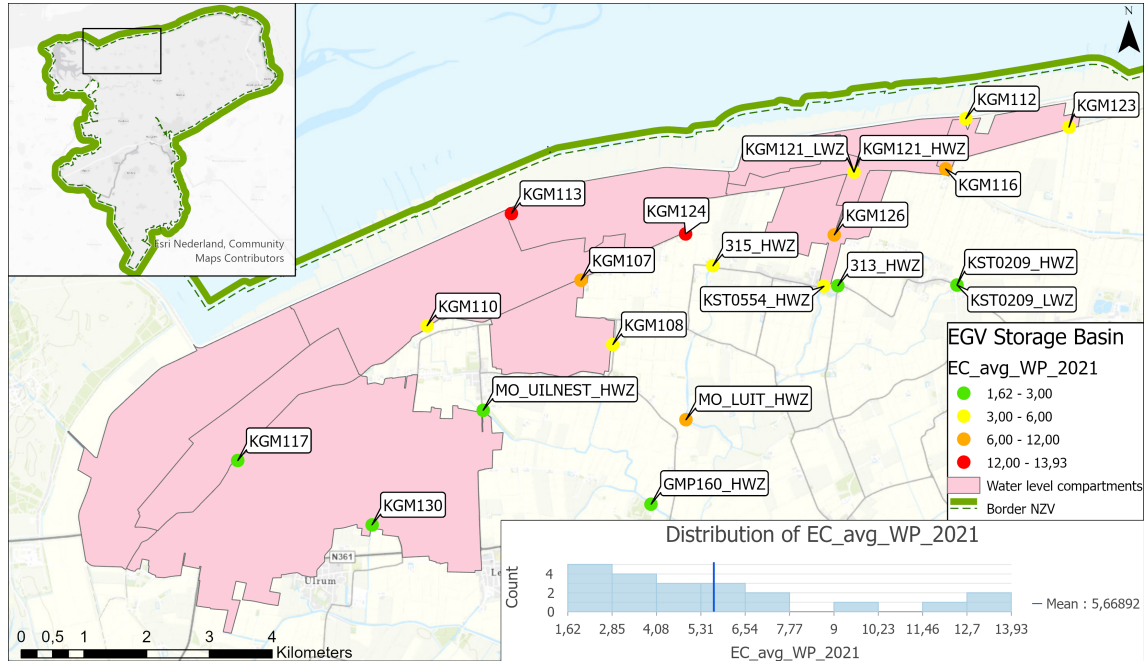 N
KGM112
KGM123
KGM121_LWZ
KGM121_HWZ
KGM116
KGM113
KGM124
KGM126
315_HWZ
313_HWZ
KST0209_HWZ
KGM107
KST0554_HWZ
KST0209_LWZ
Esri Nederland, Community
Maps Contributors
KGM110
KGM108
MO_UILNEST_HWZ
MO_LUIT_HWZ
KGM117
GMP160_HWZ
KGM130
N361
Ulrum
Le
EGV Storage Basin
EC_avg_WP_2021
1,62 - 3,00
3,00 - 6,00
6,00 - 12,00
12,00 - 13,93
Water level compartments
Border NZV
Distribution of EC_avg_WP_2021
Count
4
2
0
1,62 2,85 4,08 5,31 6,54 7,77 9 10,23 11,46 12,7 13,93
EC_avg_WP_2021
Mean : 5,66892
0 0,5 1 2 3 4
Kilometers